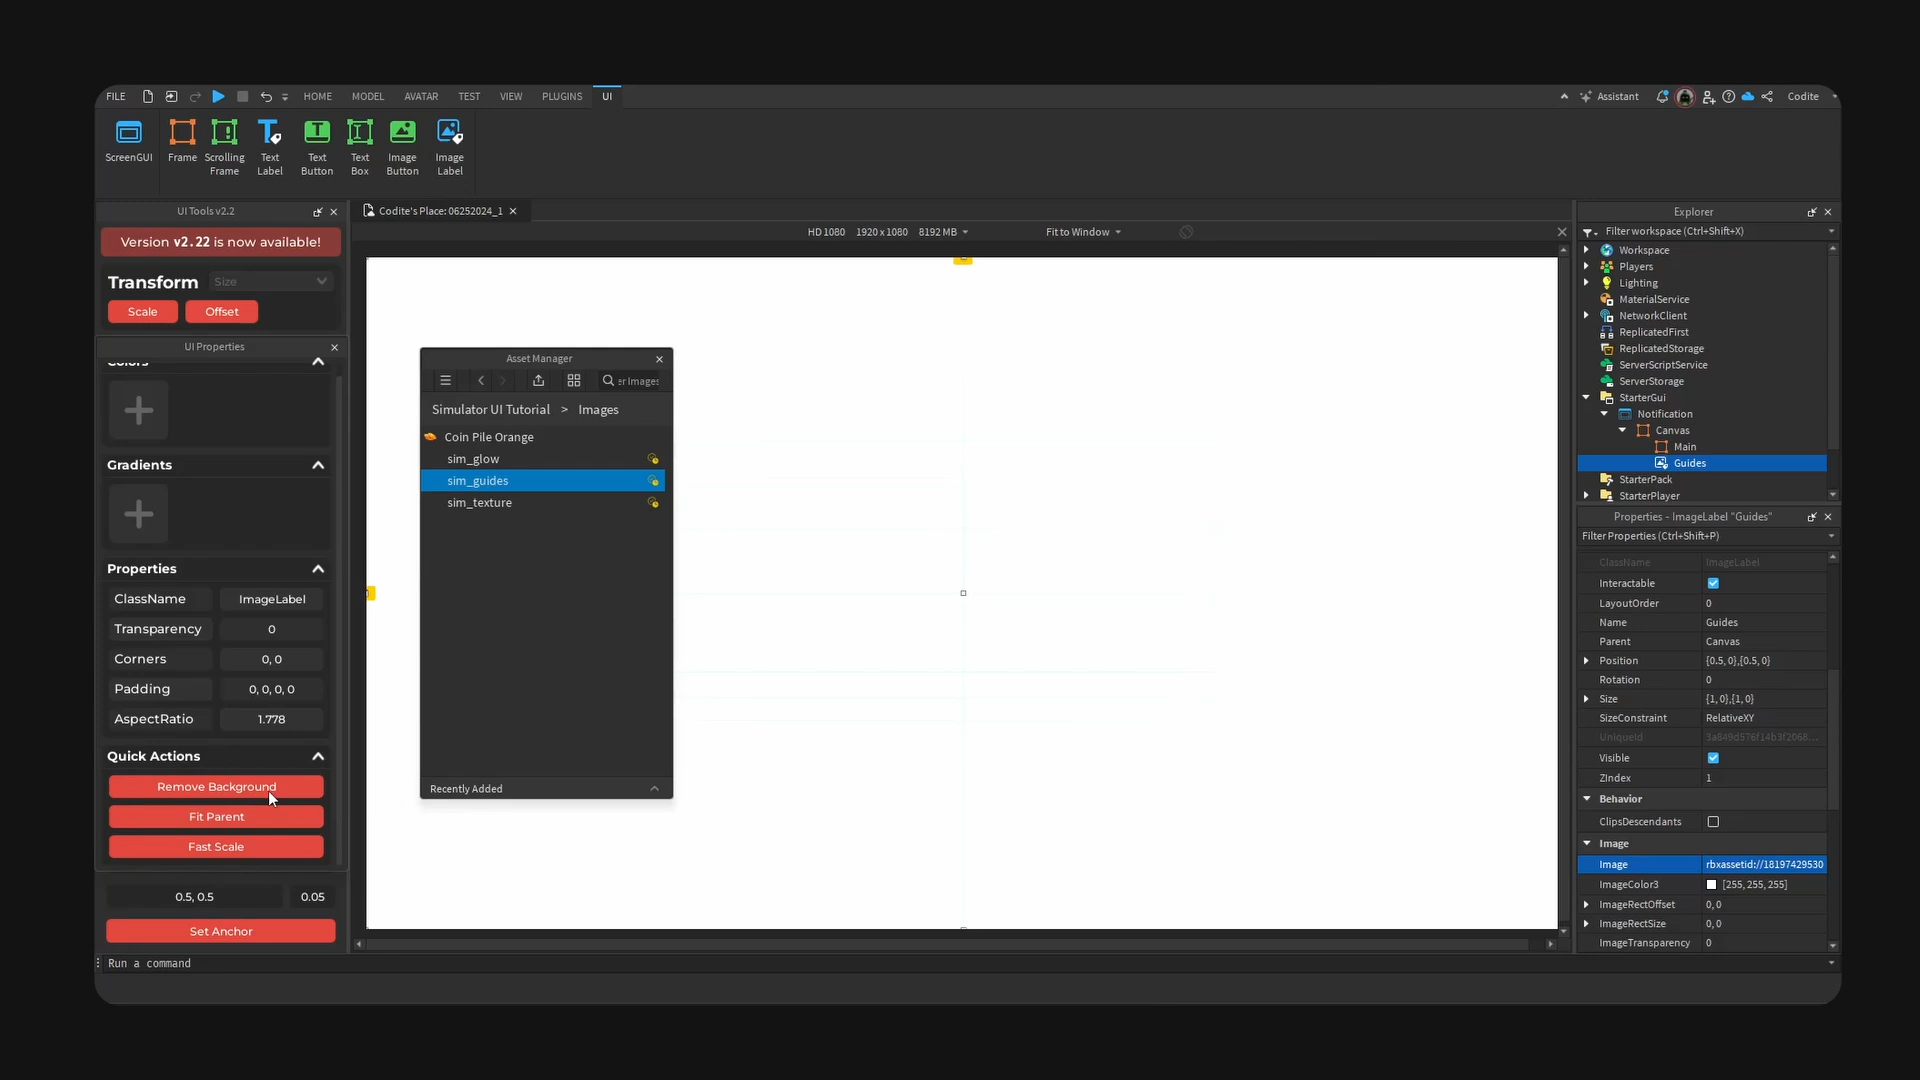 FILE HOME MODEL AVATAR TEST VIEW PLUGINS UI Assistant Codite
ScreenGUI
Frame
Scrolling
Frame
Text
Label
Text
Button
Text
Box
Image
Button
Image
Label
UI Tools v2.2
Version v2.22 is now available!
Transform Size
Scale Offset
UI Properties
Colors
Gradients
Properties
ClassName ImageLabel
Transparency 0
Corners 0, 0
Padding 0, 0, 0, 0
AspectRatio 1.778
Quick Actions
Remove Background
Fit Parent
Fast Scale
0.5, 0.5 0.05
Set Anchor
Run a command
Codite's Place: 06252024_1
HD 1080 1920 x 1080 8192 MB Fit to Window
Asset Manager
er Images
Simulator UI Tutorial > Images
Coin Pile Orange
sim_glow
sim_guides
sim_texture
Recently Added
Explorer
Filter workspace (Ctrl+Shift+X)
Workspace
Players
Lighting
MaterialService
NetworkClient
ReplicatedFirst
ReplicatedStorage
ServerScriptService
ServerStorage
StarterGui
Notification
Canvas
Main
Guides
StarterPack
StarterPlayer
Properties - ImageLabel "Guides"
Filter Properties (Ctrl+Shift+P)
ClassName ImageLabel
Interactable
LayoutOrder 0
Name Guides
Parent Canvas
Position {0.5, 0},{0.5, 0}
Rotation 0
Size {1, 0},{1, 0}
SizeConstraint RelativeXY
UniqueId 3a849d576f14b3f2068...
Visible
ZIndex 1
Behavior
ClipsDescendants
Image
Image rbxassetid://18197429530
ImageColor3 [255, 255, 255]
ImageRectOffset 0, 0
ImageRectSize 0, 0
ImageTransparency 0